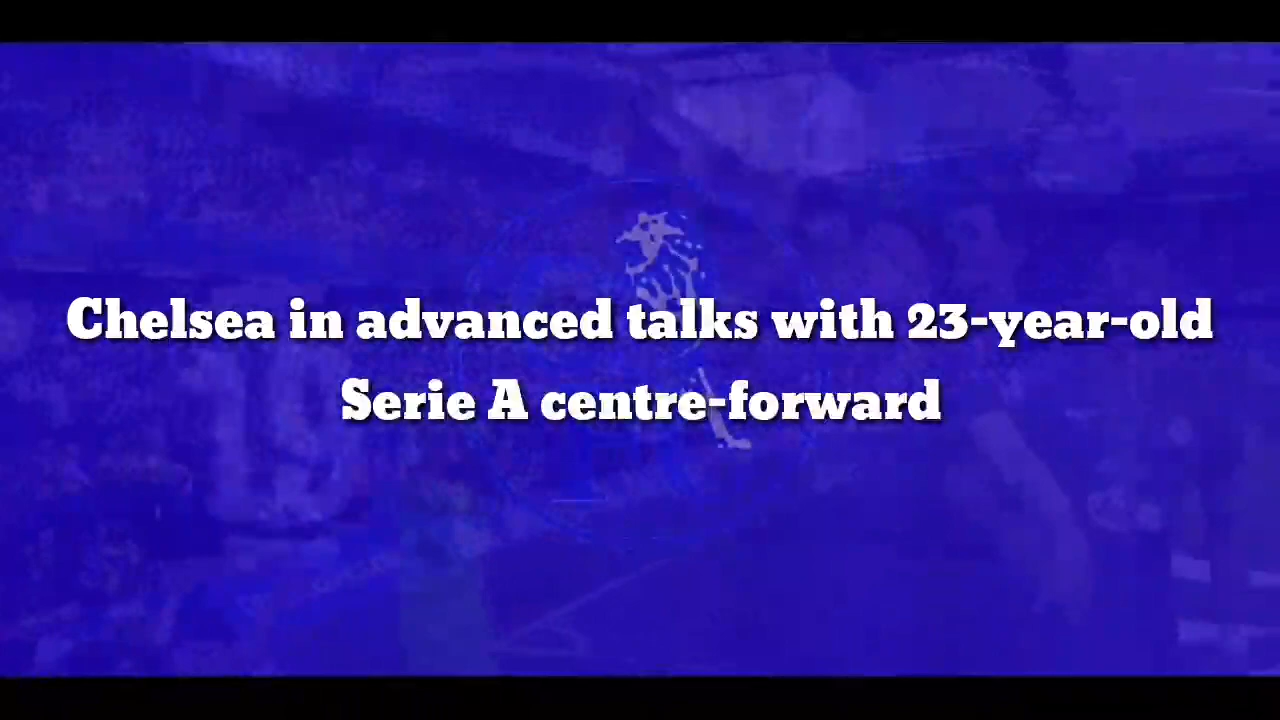 Chelsea in advanced talks with 23-year-old
Serie A centre-forward